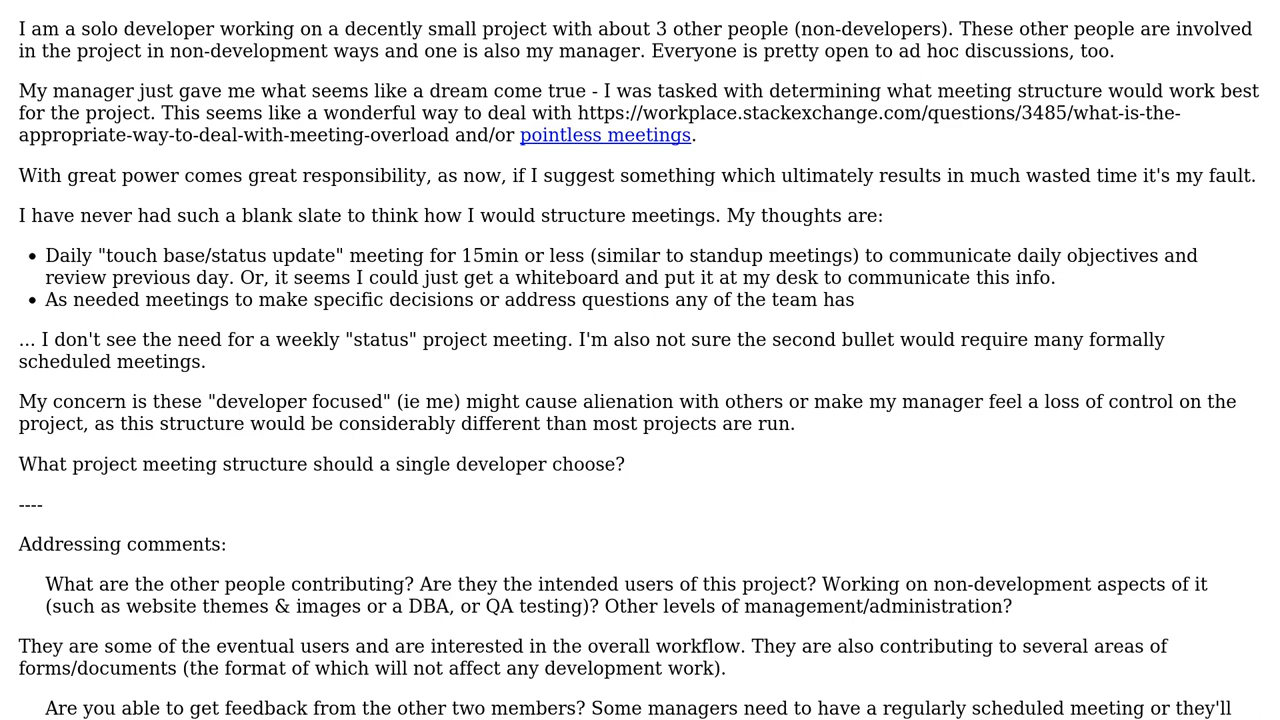 I am a solo developer working on a decently small project with about 3 other people (non-developers). These other people are involved
in the project in non-development ways and one is also my manager. Everyone is pretty open to ad hoc discussions, too.
My manager just gave me what seems like a dream come true - I was tasked with determining what meeting structure would work best
for the project. This seems like a wonderful way to deal with https://workplace.stackexchange.com/questions/3485/what-is-the-
appropriate-way-to-deal-with-meeting-overload and/or pointless meetings.
With great power comes great responsibility, as now, if I suggest something which ultimately results in much wasted time it's my fault.
I have never had such a blank slate to think how I would structure meetings. My thoughts are:
• Daily "touch base/status update" meeting for 15min or less (similar to standup meetings) to communicate daily objectives and
review previous day. Or, it seems I could just get a whiteboard and put it at my desk to communicate this info.
• As needed meetings to make specific decisions or address questions any of the team has
... I don't see the need for a weekly "status" project meeting. I'm also not sure the second bullet would require many formally
scheduled meetings.
My concern is these "developer focused" (ie me) might cause alienation with others or make my manager feel a loss of control on the
project, as this structure would be considerably different than most projects are run.
What project meeting structure should a single developer choose?
----
Addressing comments:
What are the other people contributing? Are they the intended users of this project? Working on non-development aspects of it
(such as website themes & images or a DBA, or QA testing)? Other levels of management/administration?
They are some of the eventual users and are interested in the overall workflow. They are also contributing to several areas of
forms/documents (the format of which will not affect any development work).
Are you able to get feedback from the other two members? Some managers need to have a regularly scheduled meeting or they'll